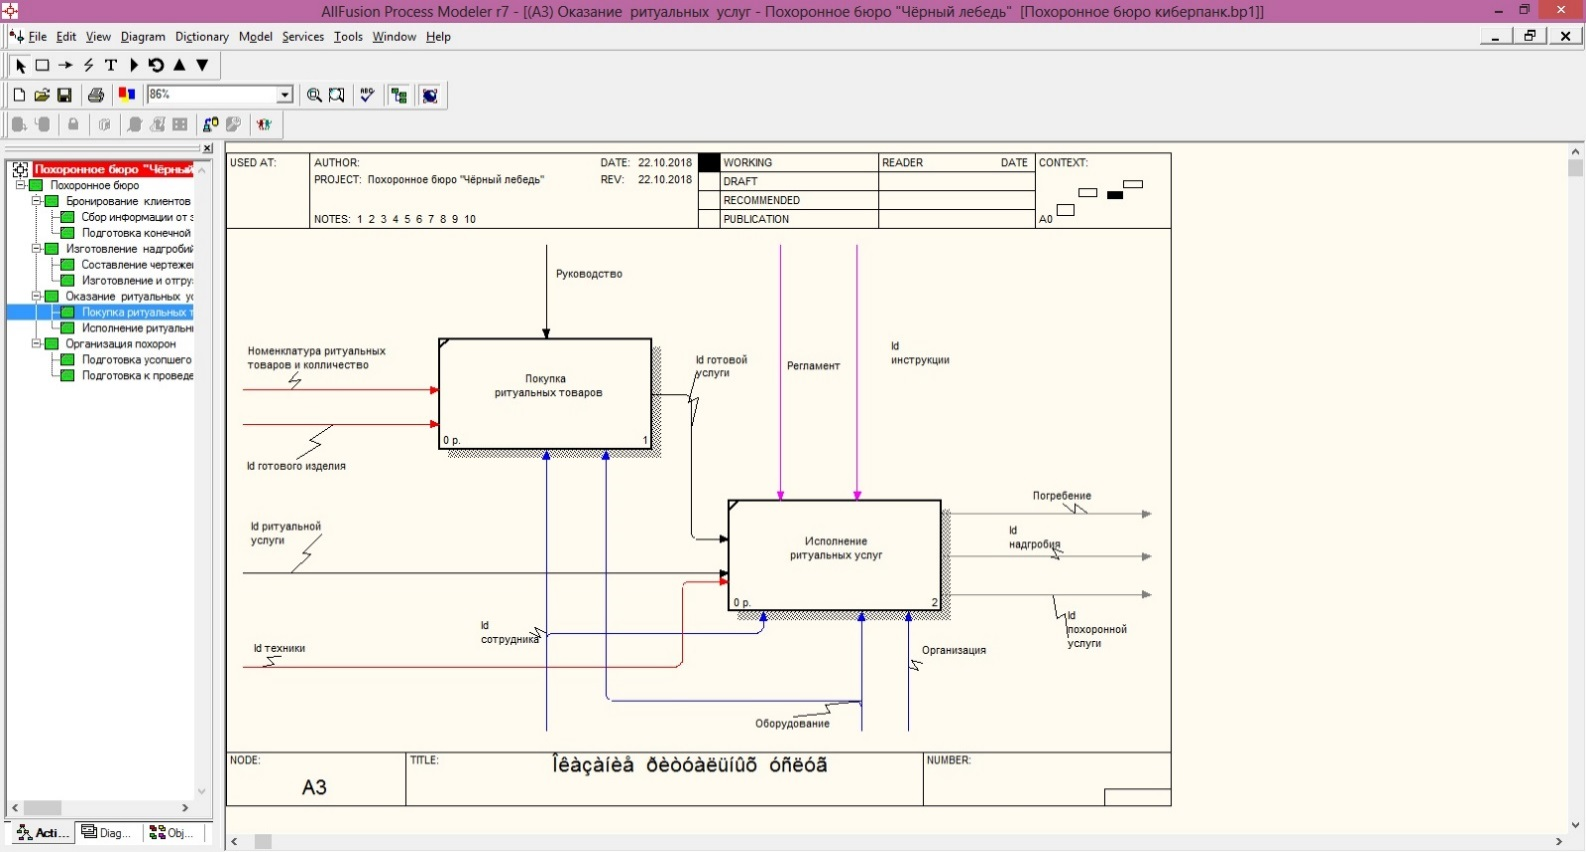 AllFusion Process Modeler r7 - [(A3) Оказание ритуальных услуг - Похоронное бюро "Чёрный лебедь" [Похоронное бюро киберпанк.bp1]]
File Edit View Diagram Dictionary Model Services Tools Window Help
86%
Похоронное бюро "Чёрный
Похоронное бюро
Бронирование клиентов
Сбор информации от з
Подготовка конечной
Изготовление надгробий
Составление чертеже
Изготовление и отгру
Оказание ритуальных ус
Покупка ритуальных т
Исполнение ритуальн
Организация похорон
Подготовка усопшего
Подготовка к проведе
Acti... Diag... Obj...
USED AT:
AUTHOR:
DATE: 22.10.2018
PROJECT: Похоронное бюро "Чёрный лебедь"
REV: 22.10.2018
NOTES: 1 2 3 4 5 6 7 8 9 10
WORKING
DRAFT
RECOMMENDED
PUBLICATION
READER DATE
CONTEXT:
A0
Руководство
Номенклатура ритуальных
товаров и колличество
Id готового изделия
Покупка
ритуальных товаров
0 р. 1
Id готовой
услуги
Регламент
Id
инструкции
Id ритуальной
услуги
Исполнение
ритуальных услуг
0 р. 2
Погребение
Id
надгробия
Id
похоронной
услуги
Id
сотрудника
Id техники
Организация
Оборудование
NODE:
A3
TITLE:
Îêàçàíèå ðèòóàëüíûõ óñëóã
NUMBER: